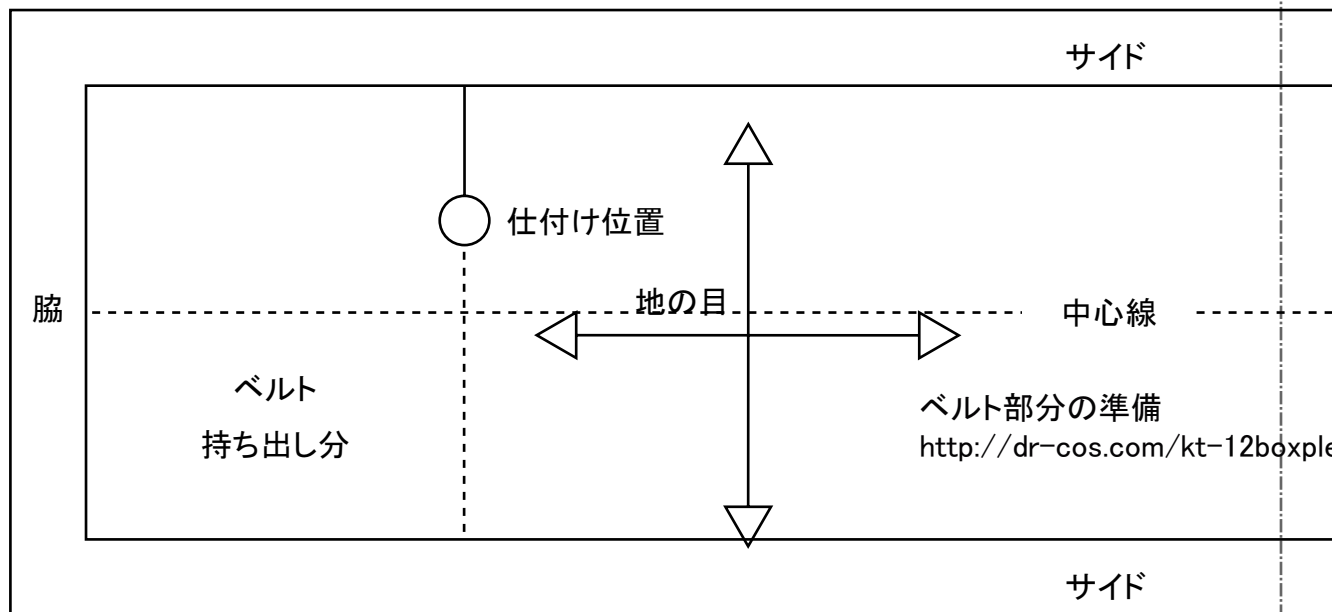 サイド
仕付け位置
脇
地の目
中心線
ベルト
持ち出し分
ベルト部分の準備
http://dr-cos.com/kt-12boxple
サイド